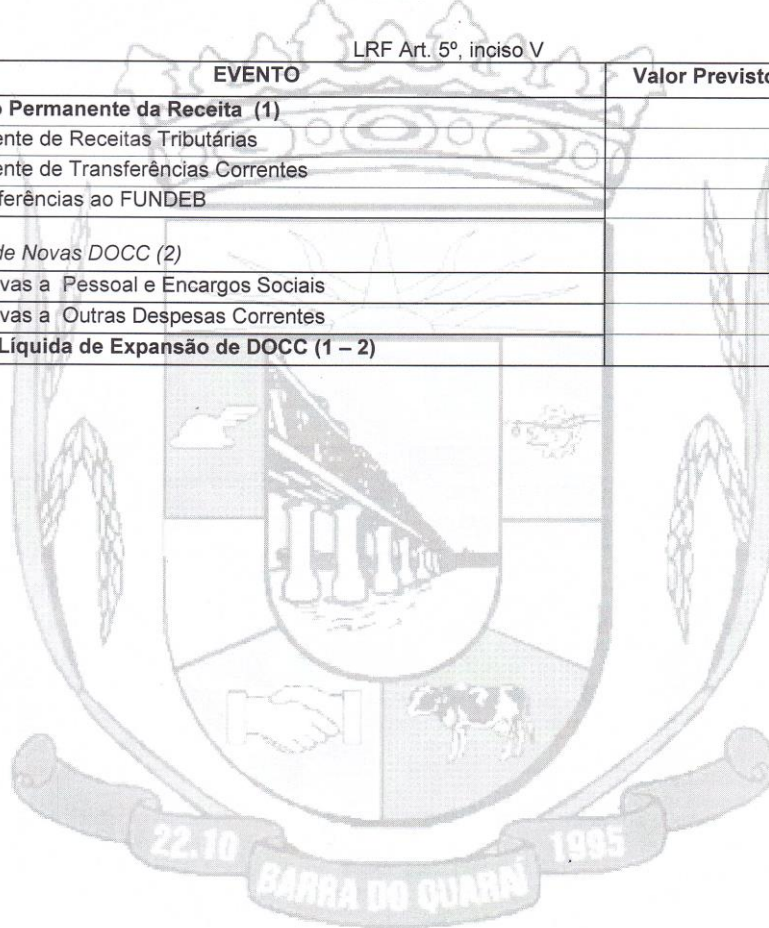 LRF Art. 5º, inciso V
EVENTO Valor Previsto
Permanente da Receita (1)
ente de Receitas Tributárias
ente de Transferências Correntes
ferências ao FUNDEB
de Novas DOCC (2)
vas a Pessoal e Encargos Sociais
vas a Outras Despesas Correntes
Líquida de Expansão de DOCC (1 – 2)
22.10 1995
BARRA DO QUARAÍ